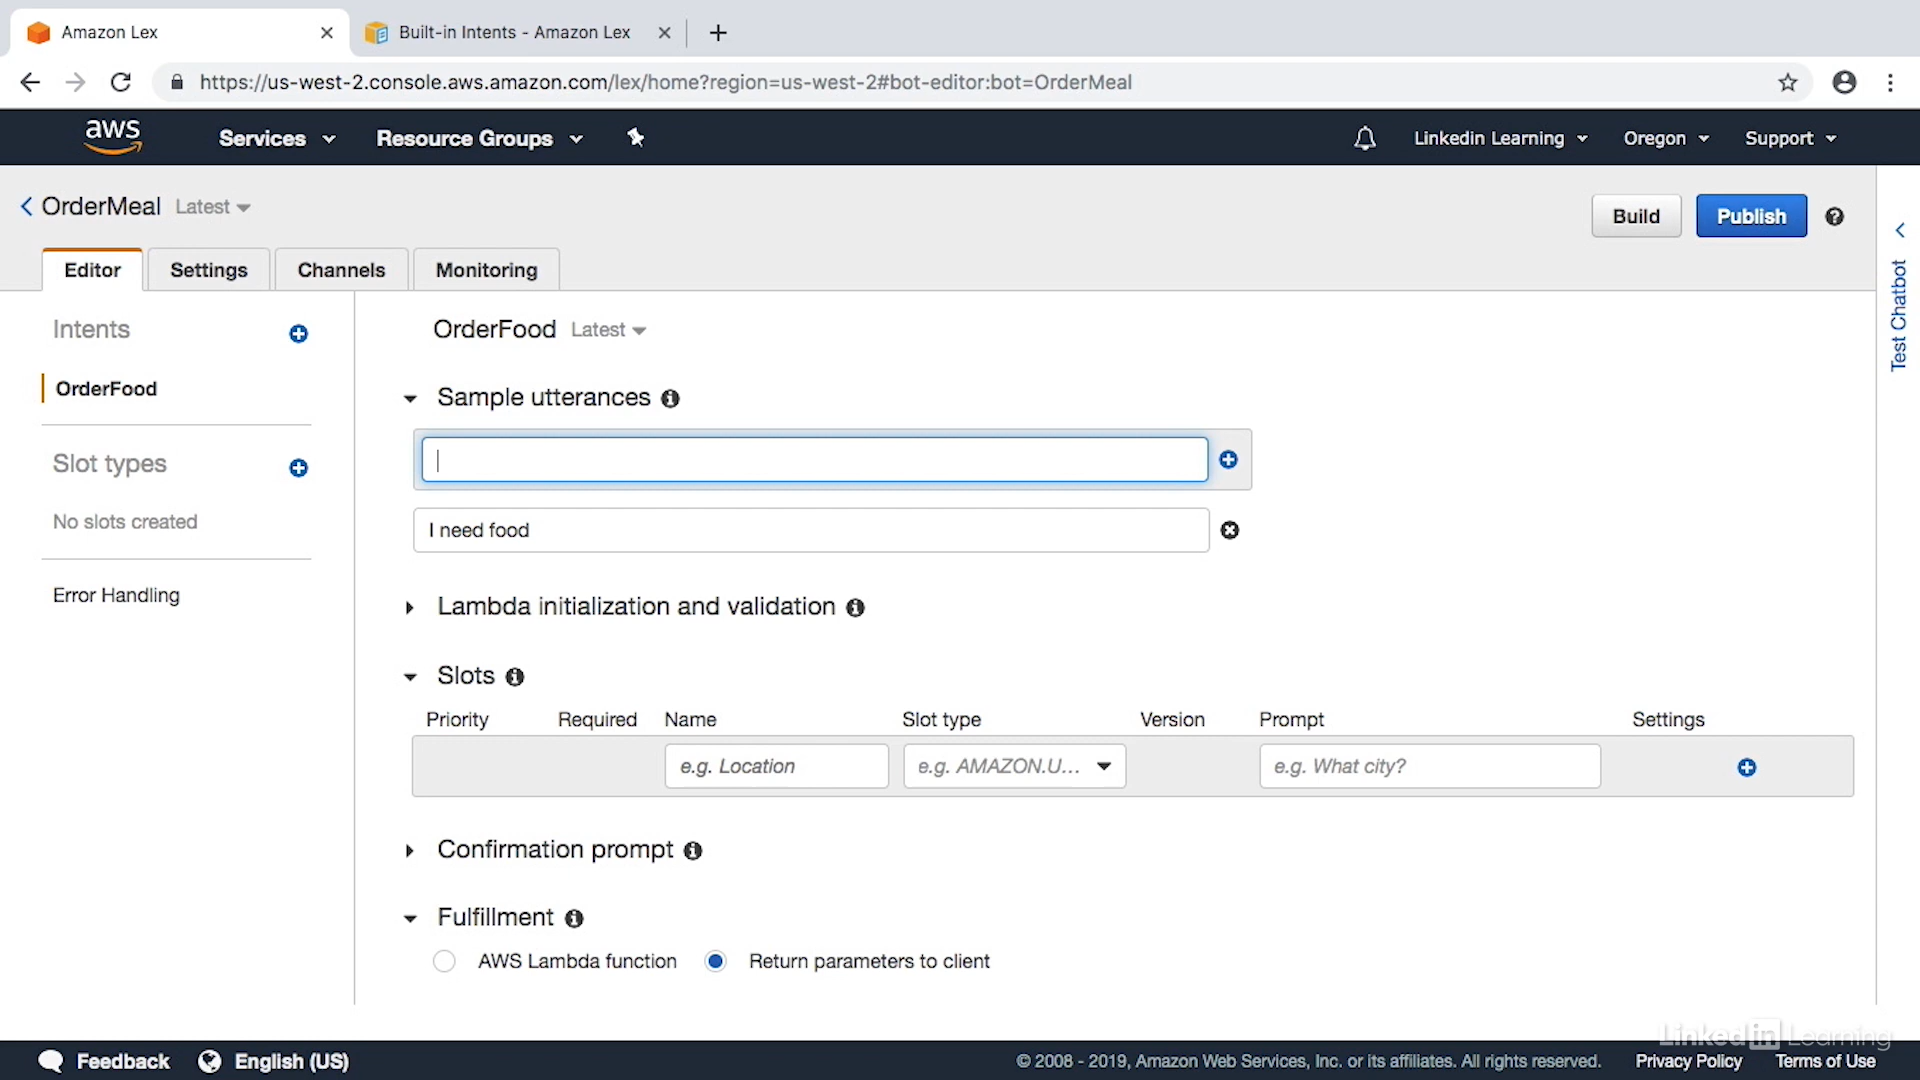 Amazon Lex
Built-in Intents - Amazon Lex
https://us-west-2.console.aws.amazon.com/lex/home?region=us-west-2#bot-editor:bot=OrderMeal
aws
Services
Resource Groups
Linkedin Learning
Oregon
Support
OrderMeal Latest
Build
Publish
Editor
Settings
Channels
Monitoring
Test Chatbot
Intents
OrderFood
Slot types
No slots created
Error Handling
OrderFood Latest
Sample utterances
I need food
Lambda initialization and validation
Slots
Priority Required Name Slot type Version Prompt Settings
e.g. Location e.g. AMAZON.U... e.g. What city?
Confirmation prompt
Fulfillment
AWS Lambda function Return parameters to client
Linked in Learning
Feedback English (US) © 2008 - 2019, Amazon Web Services, Inc. or its affiliates. All rights reserved. Privacy Policy Terms of Use